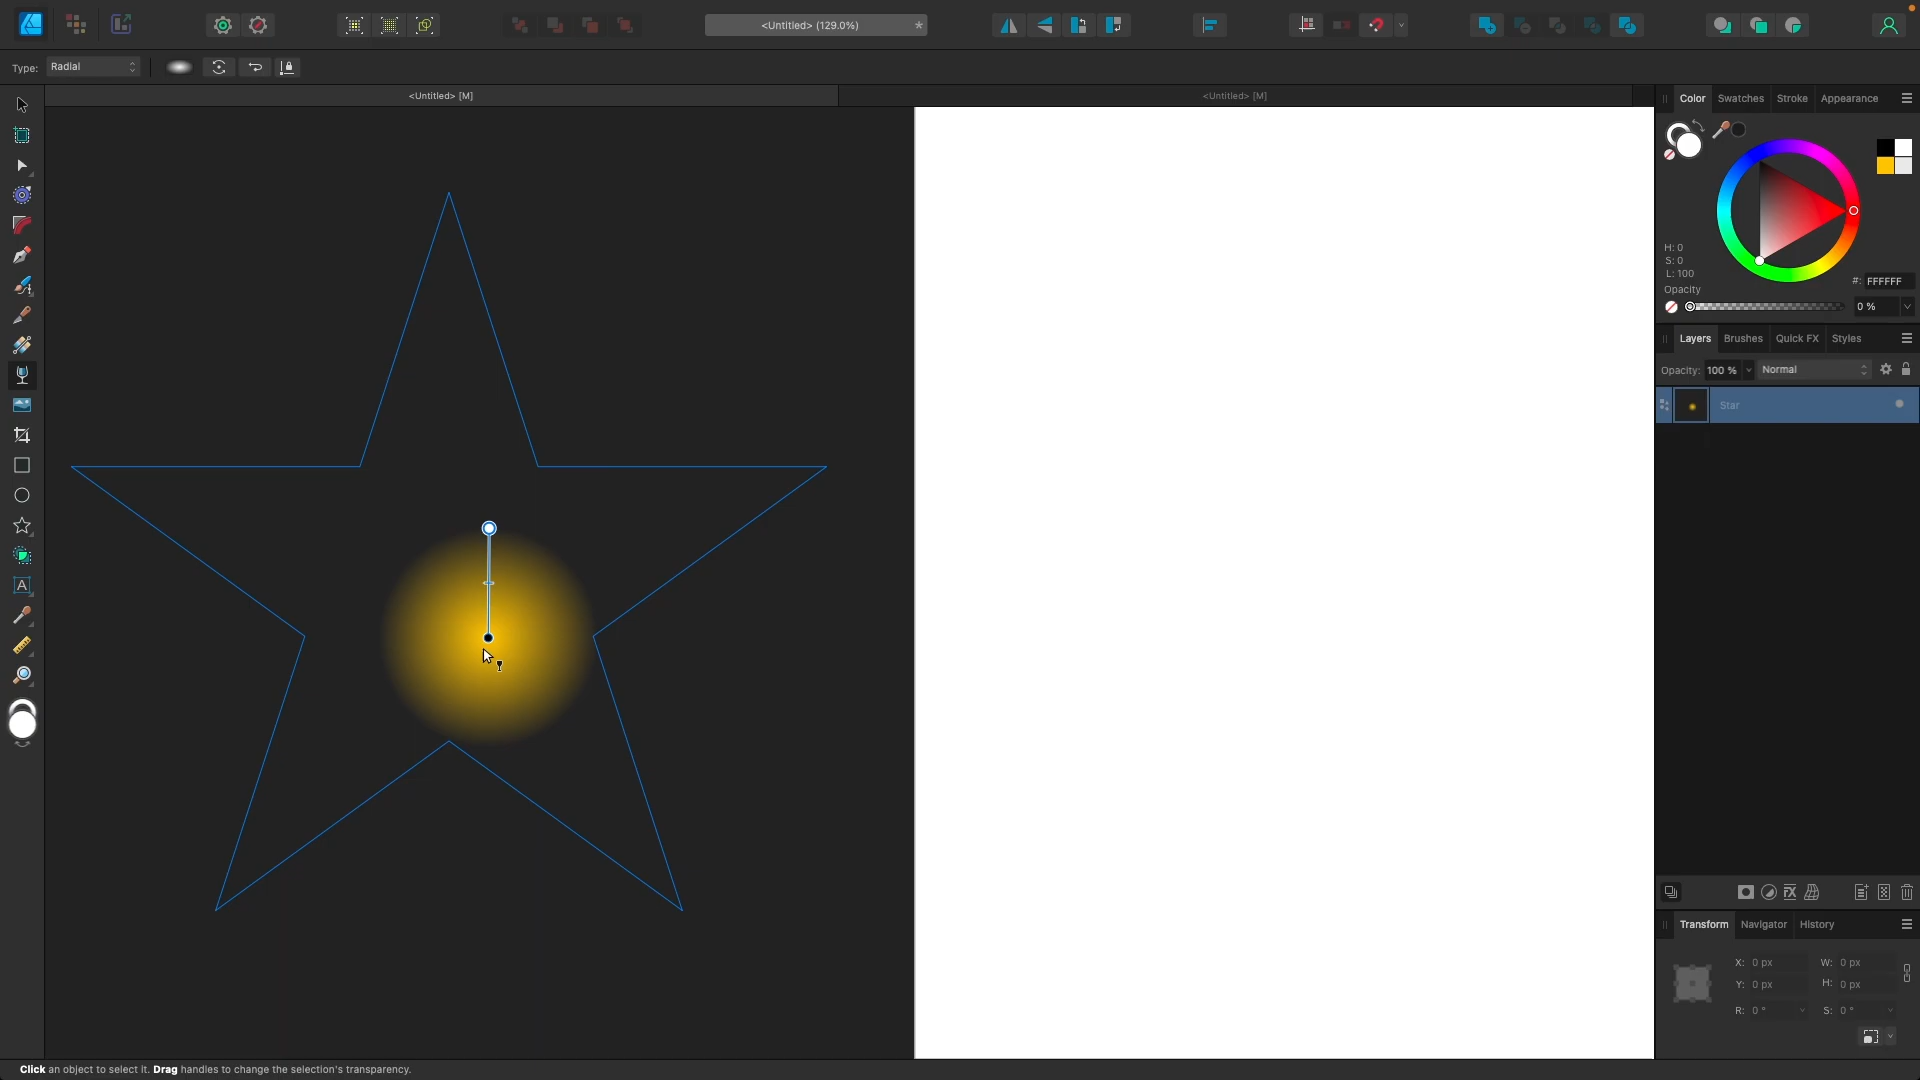 <Untitled> (129.0%)
*
Type:
Radial
<Untitled> [M]
<Untitled> [M]
Color
Swatches
Stroke
Appearance
H: 0
S: 0
L: 100
#: FFFFFF
Opacity
0 %
Layers
Brushes
Quick FX
Styles
Opacity: 100 %
Normal
Star
Transform
Navigator
History
X: 0 px
W: 0 px
Y: 0 px
H: 0 px
R: 0 °
S: 0 °
Click an object to select it. Drag handles to change the selection's transparency.